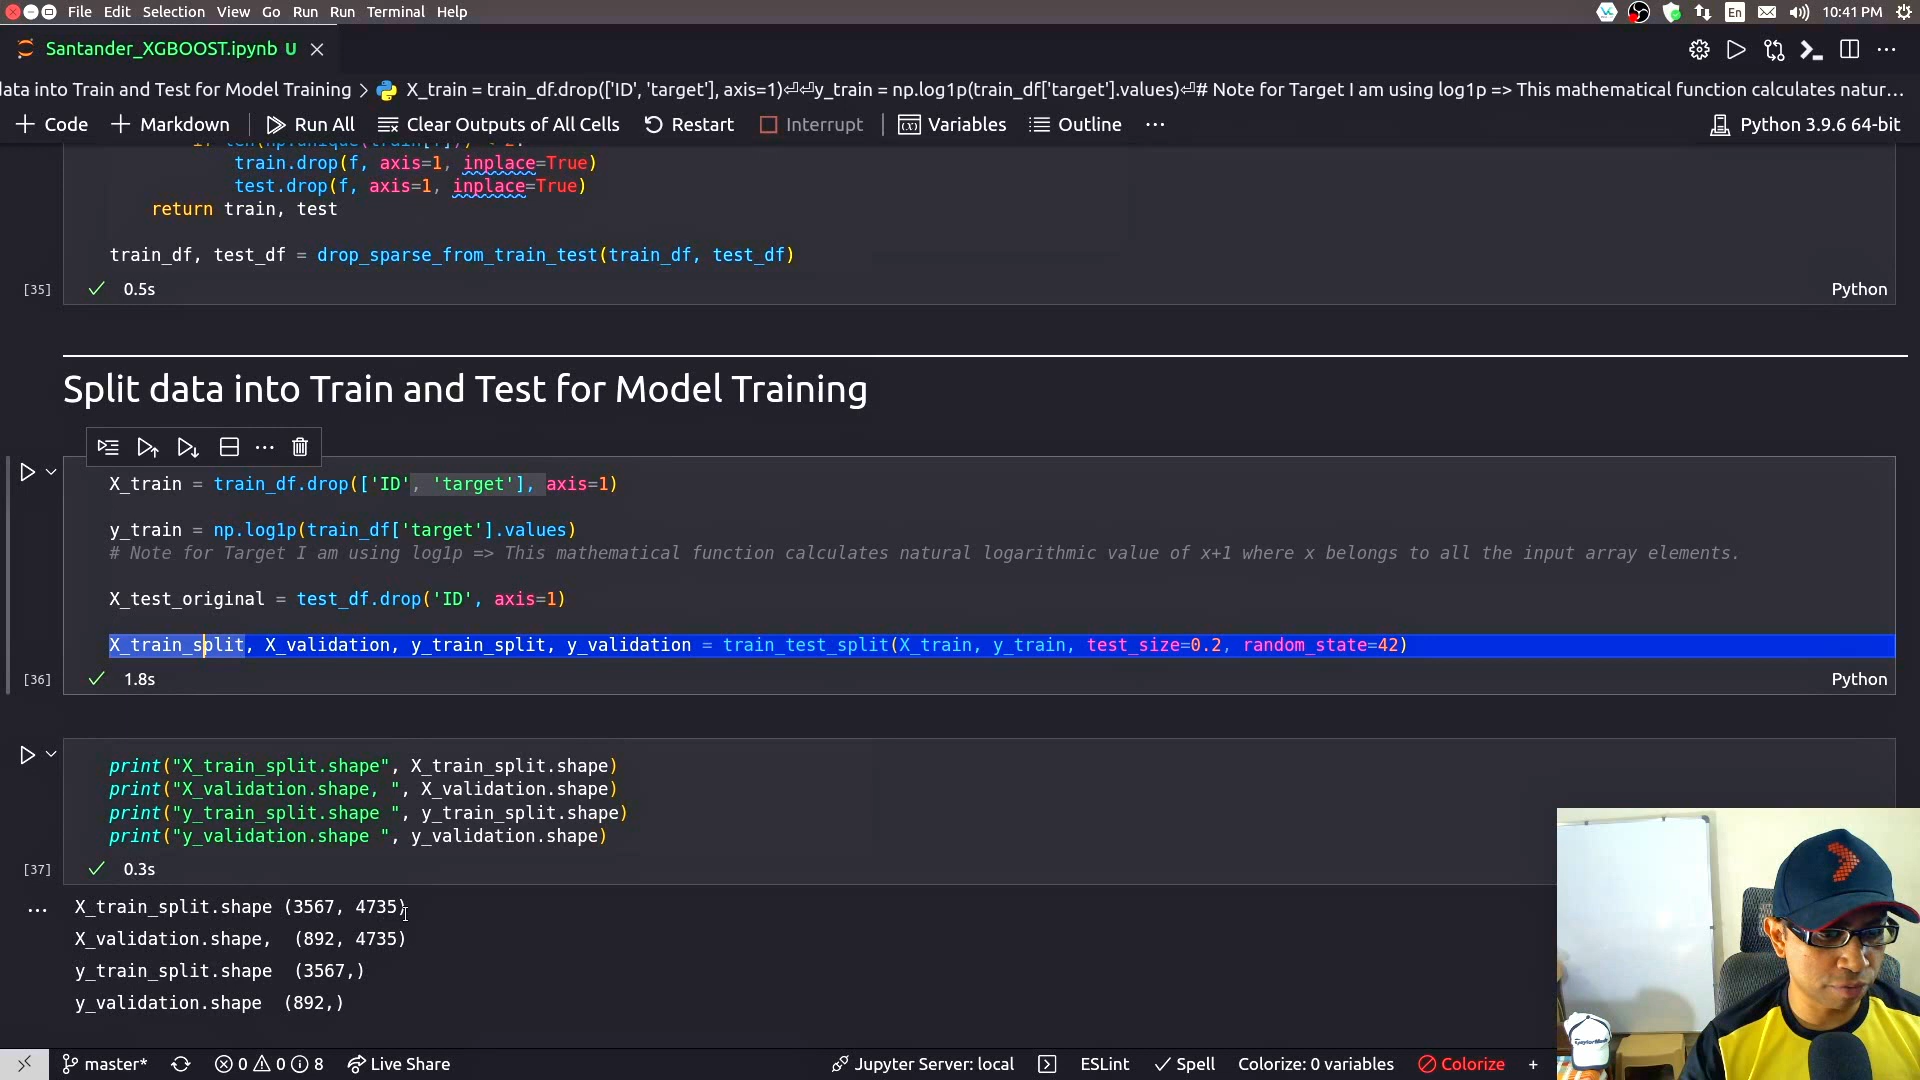 File Edit Selection View Go Run Run Terminal Help
En 10:41 PM
Santander_XGBOOST.ipynb U
data into Train and Test for Model Training > X_train = train_df.drop(['ID', 'target'], axis=1)⏎⏎y_train = np.log1p(train_df['target'].values)⏎# Note for Target I am using log1p => This mathematical function calculates natur...
+ Code + Markdown Run All Clear Outputs of All Cells Restart Interrupt Variables Outline ... Python 3.9.6 64-bit
train.drop(f, axis=1, inplace=True)
test.drop(f, axis=1, inplace=True)
return train, test
train_df, test_df = drop_sparse_from_train_test(train_df, test_df)
[35] 0.5s Python
Split data into Train and Test for Model Training
X_train = train_df.drop(['ID', 'target'], axis=1)
y_train = np.log1p(train_df['target'].values)
# Note for Target I am using log1p => This mathematical function calculates natural logarithmic value of x+1 where x belongs to all the input array elements.
X_test_original = test_df.drop('ID', axis=1)
X_train_split, X_validation, y_train_split, y_validation = train_test_split(X_train, y_train, test_size=0.2, random_state=42)
[36] 1.8s Python
print("X_train_split.shape", X_train_split.shape)
print("X_validation.shape, ", X_validation.shape)
print("y_train_split.shape ", y_train_split.shape)
print("y_validation.shape ", y_validation.shape)
[37] 0.3s
X_train_split.shape (3567, 4735)
X_validation.shape, (892, 4735)
y_train_split.shape (3567,)
y_validation.shape (892,)
master* 0 0 8 Live Share Jupyter Server: local ESLint Spell Colorize: 0 variables Colorize +